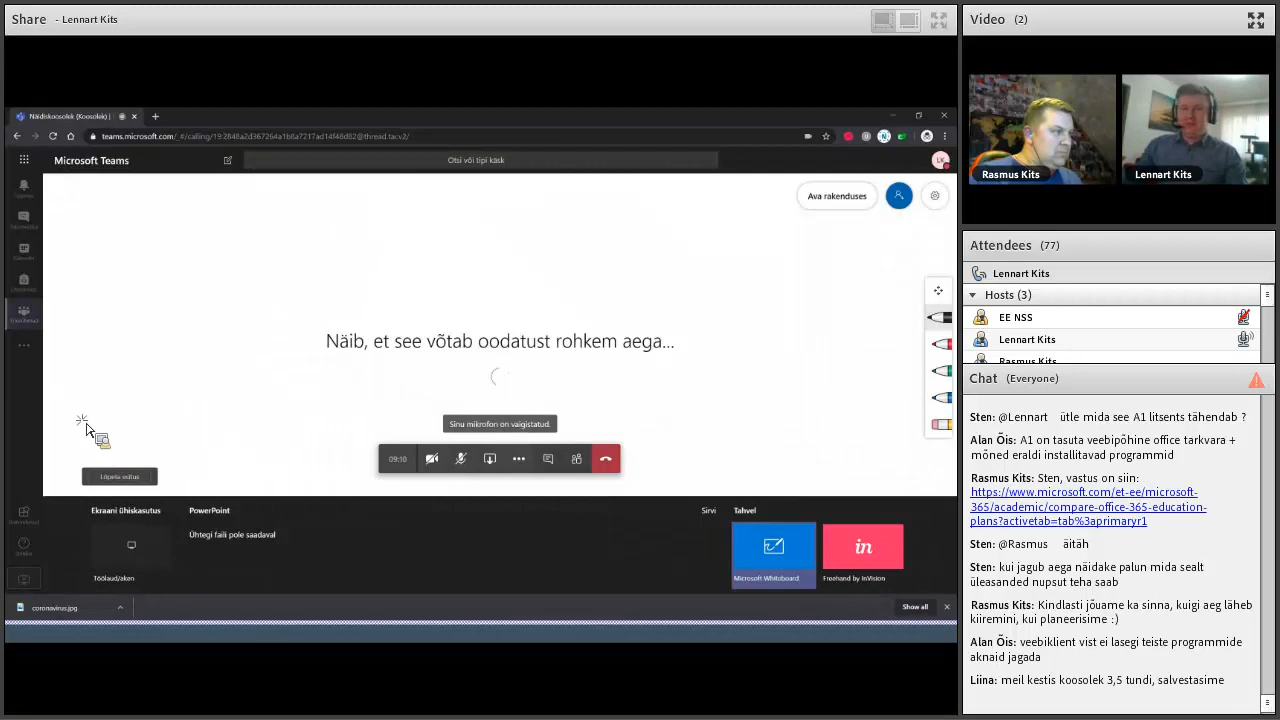 Share - Lennart Kits
Näidiskoosolek (Koosolek) |
teams.microsoft.com/_#/calling/19:2848a2d367264a1b8a7217ad14f48d82@thread.tacv2/
Microsoft Teams
Otsi või tipi käsk
LK
Ava rakenduses
Näib, et see võtab oodatust rohkem aega...
Sinu mikrofon on vaigistatud.
09:10
Lõpeta esitus
Ekraani ühiskasutus
PowerPoint
Sirvi
Tahvel
Ühtegi faili pole saadaval
in
Töölaud/aken
Microsoft Whiteboard
Freehand by InVision
coronavirus.jpg
Show all
Video (2)
Rasmus Kits
Lennart Kits
Attendees (77)
Lennart Kits
Hosts (3)
EE NSS
Lennart Kits
Rasmus Kits
Chat (Everyone)
Sten: @Lennart ütle mida see A1 litsents tähendab ?
Alan Õis: A1 on tasuta veebipõhine office tarkvara +
mõned eraldi installitavad programmid
Rasmus Kits: Sten, vastus on siin:
https://www.microsoft.com/et-ee/microsoft-
365/academic/compare-office-365-education-
plans?activetab=tab%3aprimaryr1
Sten: @Rasmus äitäh
Sten: kui jagub aega näidake palun mida sealt
üleasanded nupsut teha saab
Rasmus Kits: Kindlasti jõuame ka sinna, kuigi aeg läheb
kiiremini, kui planeerisime :)
Alan Õis: veebiklient vist ei lasegi teiste programmide
aknaid jagada
Liina: meil kestis koosolek 3,5 tundi, salvestasime